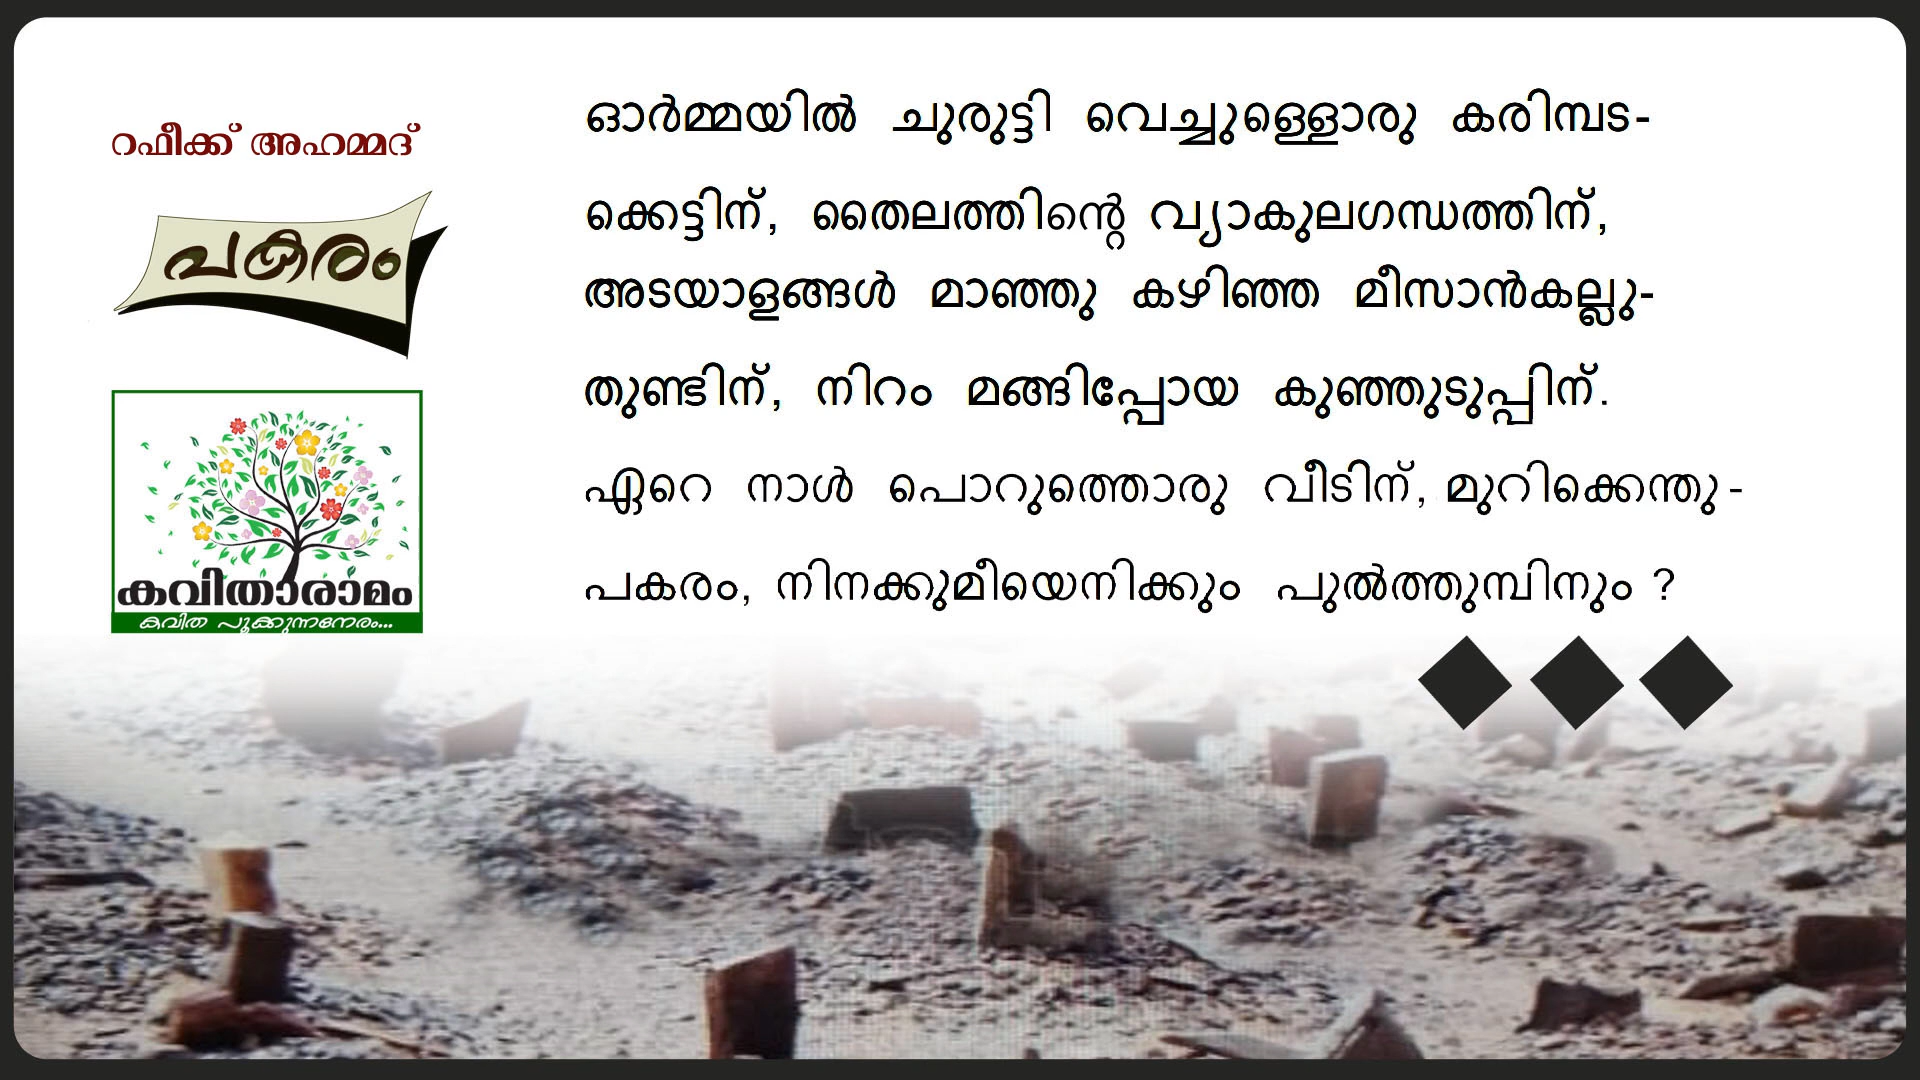 റഫീക്ക് അഹമ്മദ്
പകരം
കവിതാരാമം
കവിത പൂക്കുന്നനേരം...
ഓർമ്മയിൽ ചുരുട്ടി വെച്ചുള്ളൊരു കരിമ്പട-
ക്കെട്ടിന്, തൈലത്തിന്റെ വ്യാകുലഗന്ധത്തിന്,
അടയാളങ്ങൾ മാഞ്ഞു കഴിഞ്ഞ മീസാൻകല്ലു-
തുണ്ടിന്, നിറം മങ്ങിപ്പോയ കുഞ്ഞുടുപ്പിന്.
ഏറെ നാൾ പൊറുത്തൊരു വീടിന്, മുറിക്കെന്തു-
പകരം, നിനക്കുമീയെനിക്കും പുൽത്തുമ്പിനും ?